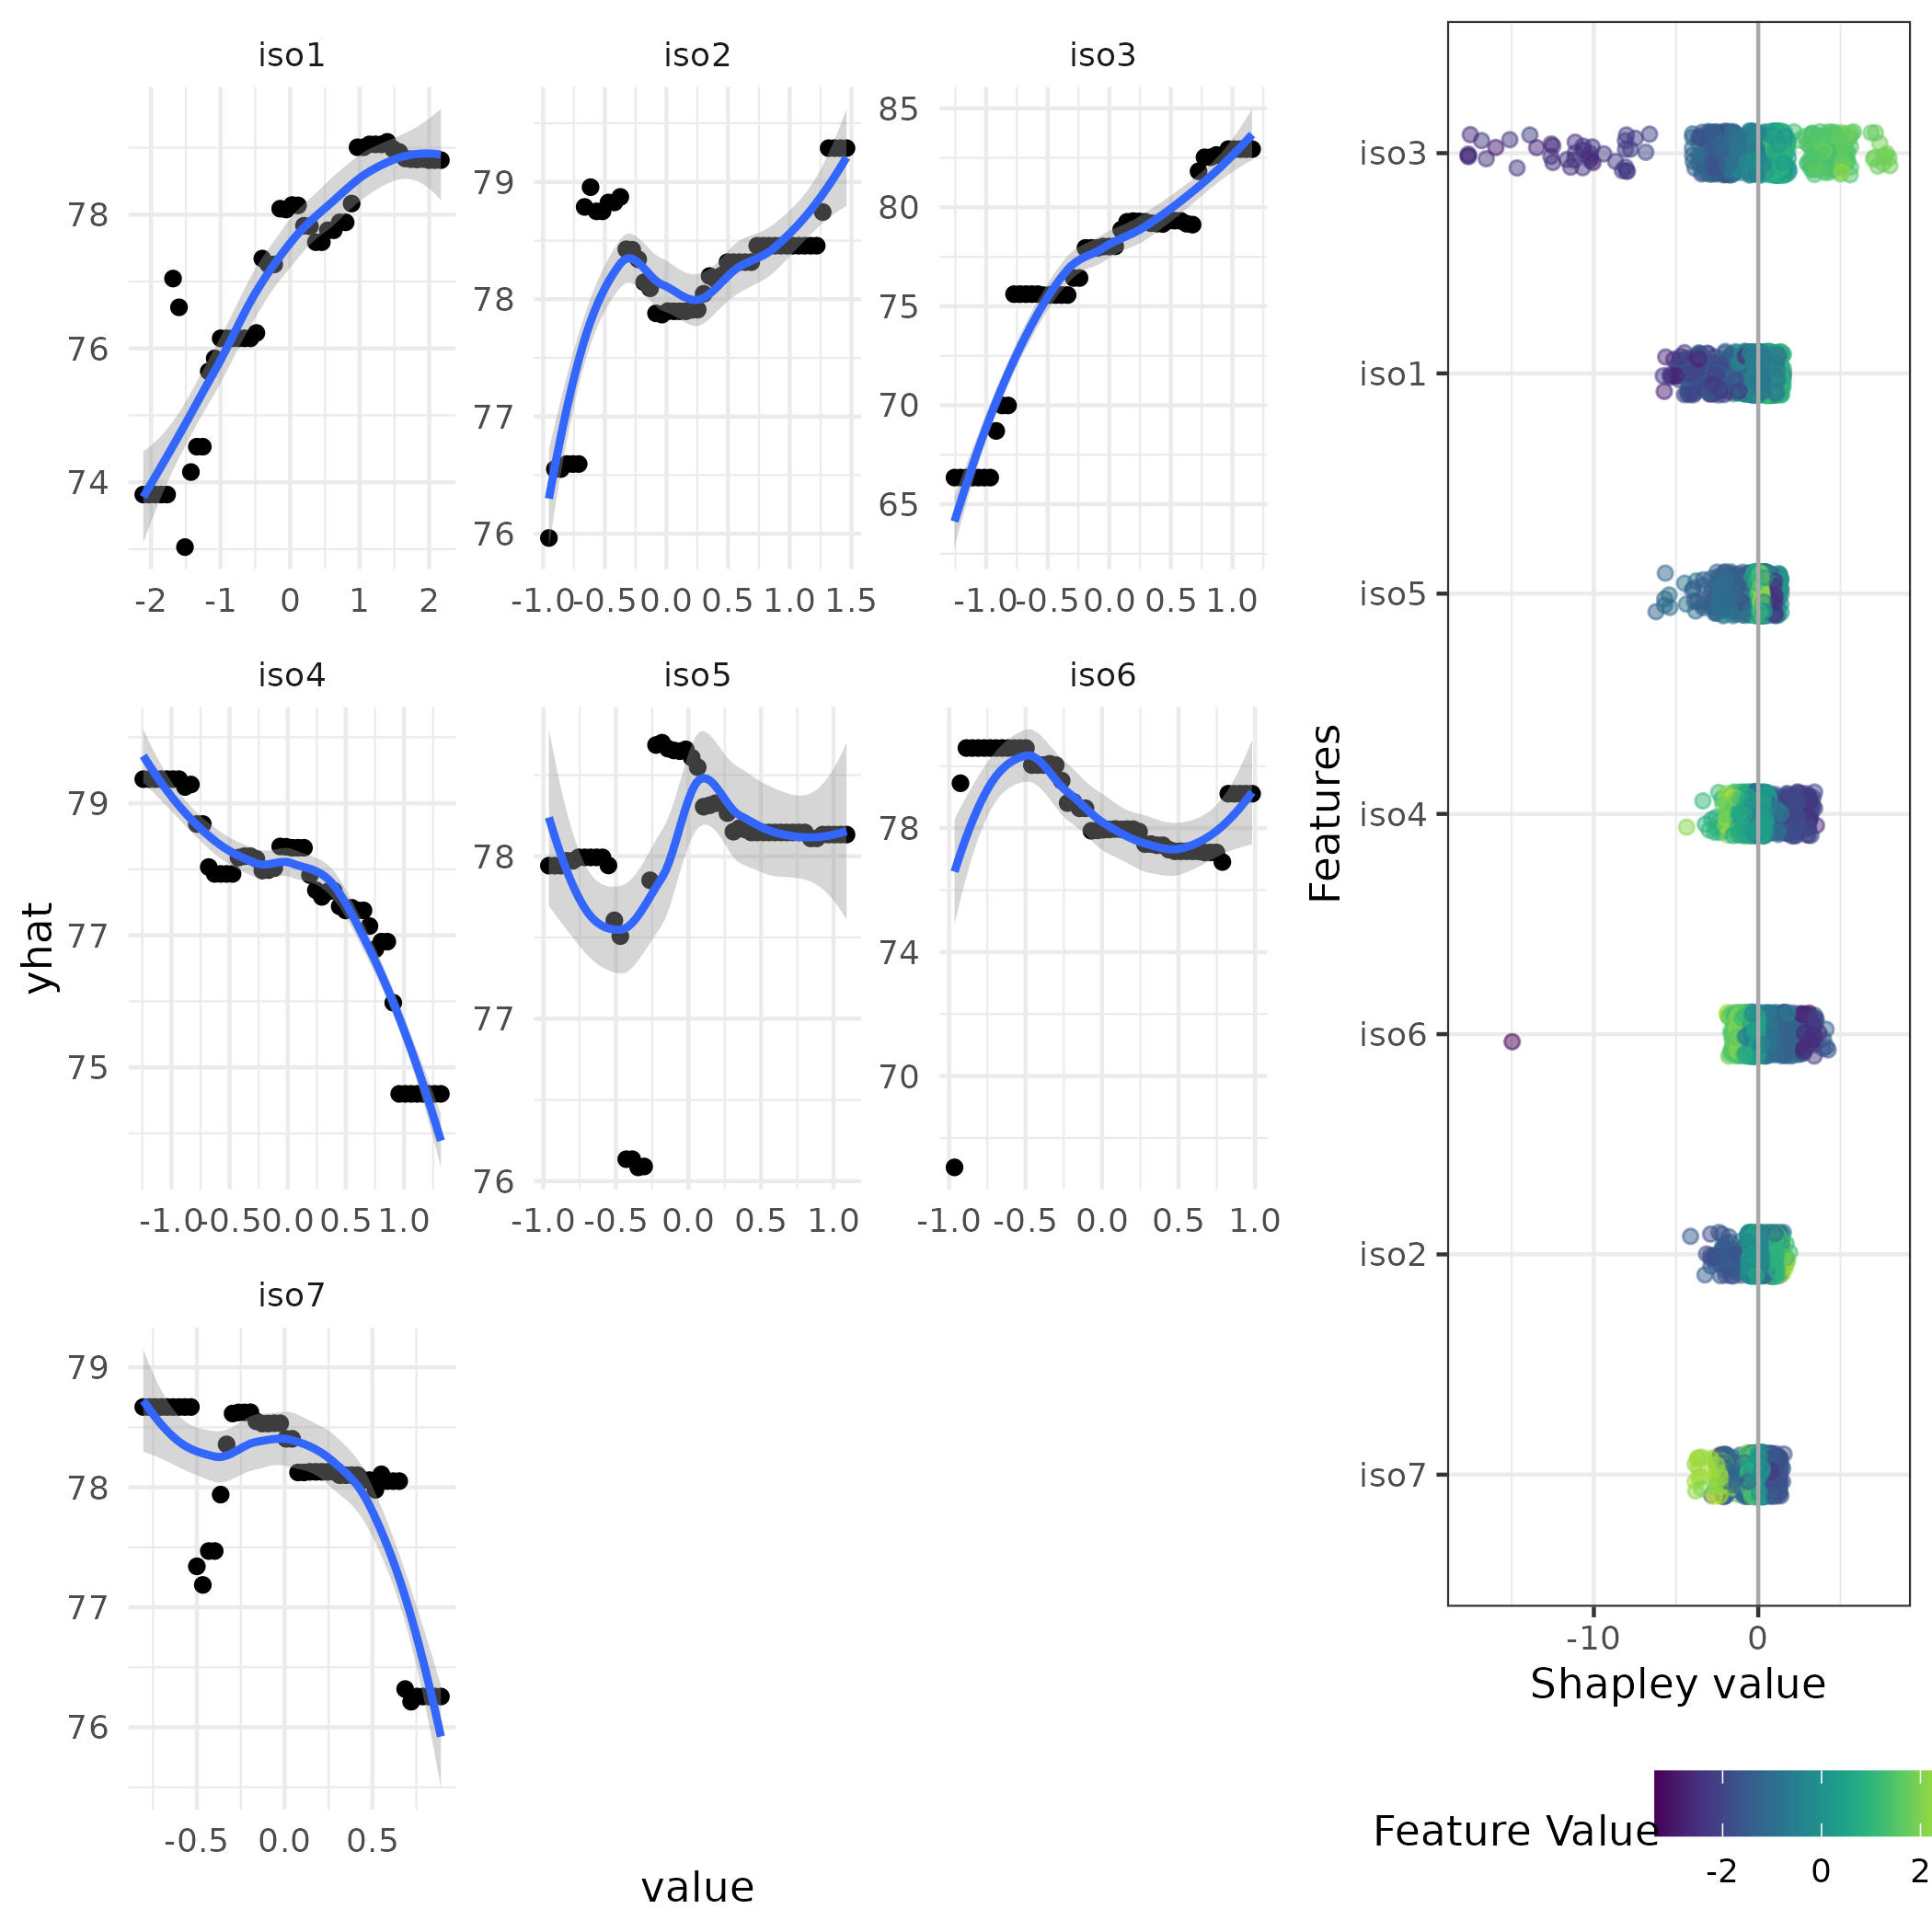 iso1 iso2 iso3
85
79 80
78 75
78 70
76 77
74 76 65
-2 -1 0 1 2 -1.0 -0.5 0.0 0.5 1.0 1.5 -1.0 -0.5 0.0 0.5 1.0
iso4 iso5 iso6
79 78 78
77 74
75 77 70
76
-1.0 -0.5 0.0 0.5 1.0 -1.0 -0.5 0.0 0.5 1.0 -1.0 -0.5 0.0 0.5 1.0
iso7
79
78
77
76
-0.5 0.0 0.5
yhat
value
Features
iso3
iso1
iso5
iso4
iso6
iso2
iso7
-10 0
Shapley value
Feature Value
-2 0 2